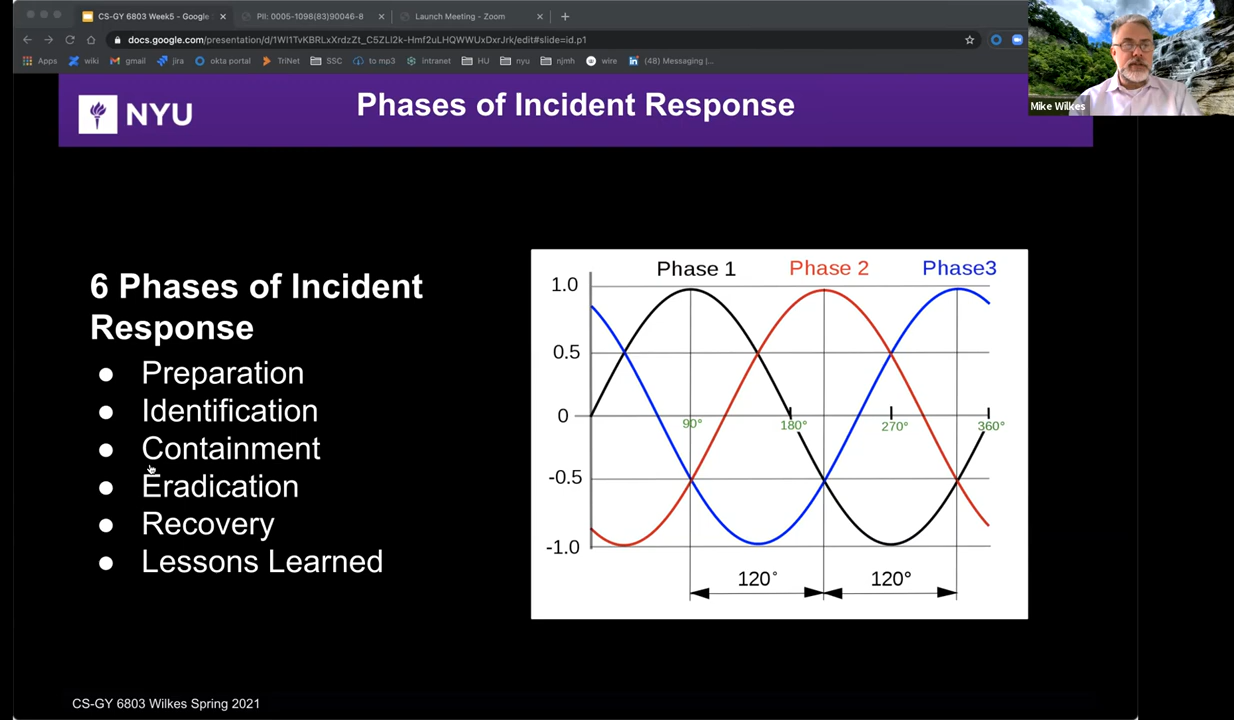 CS-GY 6803 Week5 - Google
PII: 0005-1098(83)90046-8
Launch Meeting - Zoom
docs.google.com/presentation/d/1WI1TvKBRLxXrdzZt_C5ZLI2k-Hmf2uLHQWWUxDxrJrk/edit#slide=id.p1
Apps wiki gmail jira okta portal TriNet SSC to mp3 intranet HU nyu njmh wire (48) Messaging |...
Mike Wilkes
NYU
Phases of Incident Response
6 Phases of Incident
Response
● Preparation
● Identification
● Containment
● Eradication
● Recovery
● Lessons Learned
Phase 1 Phase 2 Phase3
1.0
0.5
0
90° 180° 270° 360°
-0.5
-1.0
120° 120°
CS-GY 6803 Wilkes Spring 2021